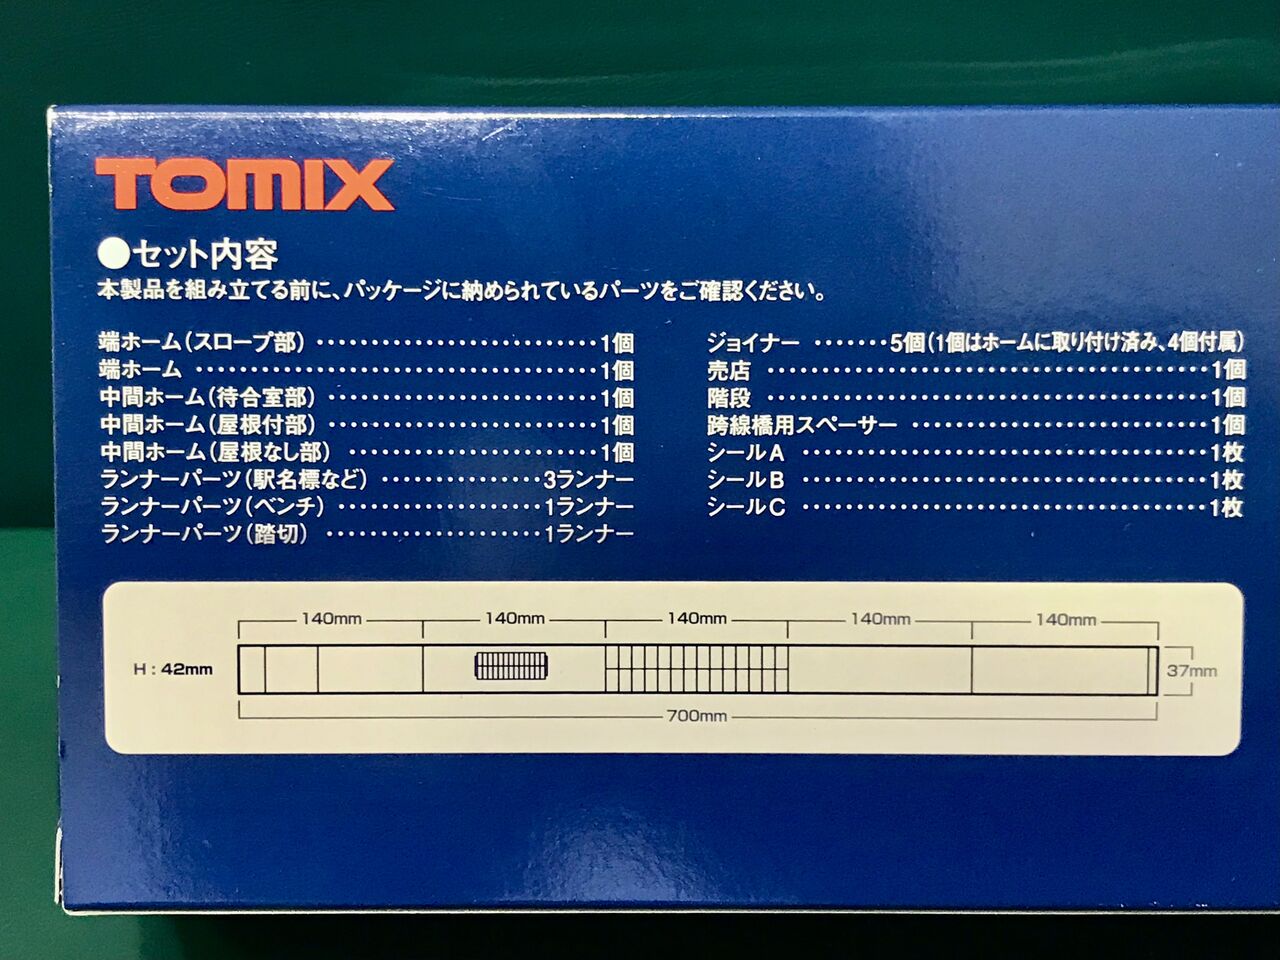 TOMIX
●セット内容
本製品を組み立てる前に、パッケージに納められているパーツをご確認ください。
端ホーム(スロープ部) ………………………… 1個
端ホーム ………………………………………… 1個
中間ホーム(待合室部) ………………………… 1個
中間ホーム(屋根付部) ………………………… 1個
中間ホーム(屋根なし部) ……………………… 1個
ランナーパーツ(駅名標など) …………… 3ランナー
ランナーパーツ(ベンチ) ………………… 1ランナー
ランナーパーツ(踏切) …………………… 1ランナー
ジョイナー ……… 5個(1個はホームに取り付け済み、4個付属)
売店 ……………………………………………… 1個
階段 ……………………………………………… 1個
跨線橋用スペーサー …………………………… 1個
シールA ………………………………………… 1枚
シールB ………………………………………… 1枚
シールC ………………………………………… 1枚
140mm 140mm 140mm 140mm 140mm
H:42mm
37mm
700mm